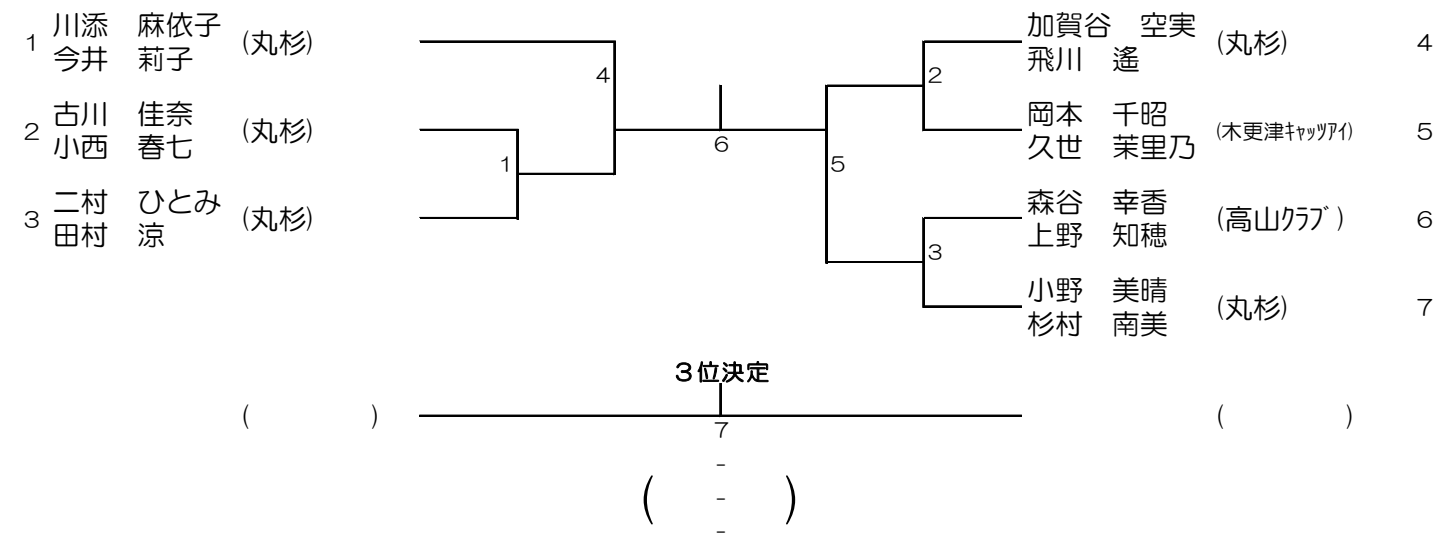 1 川添　麻依子 (丸杉)
今井　莉子
2 古川　佳奈 (丸杉)
小西　春七
3 二村　ひとみ (丸杉)
田村　涼
加賀谷　空実 (丸杉) 4
飛川　遙
岡本　千昭 (木更津ｷｬｯﾂｱｲ) 5
久世　茉里乃
森谷　幸香 (高山ｸﾗﾌﾞ) 6
上野　知穂
小野　美晴 (丸杉) 7
杉村　南美
4
1
6
2
5
3
３位決定
(　　　) (　　　)
7
-
( - )
-